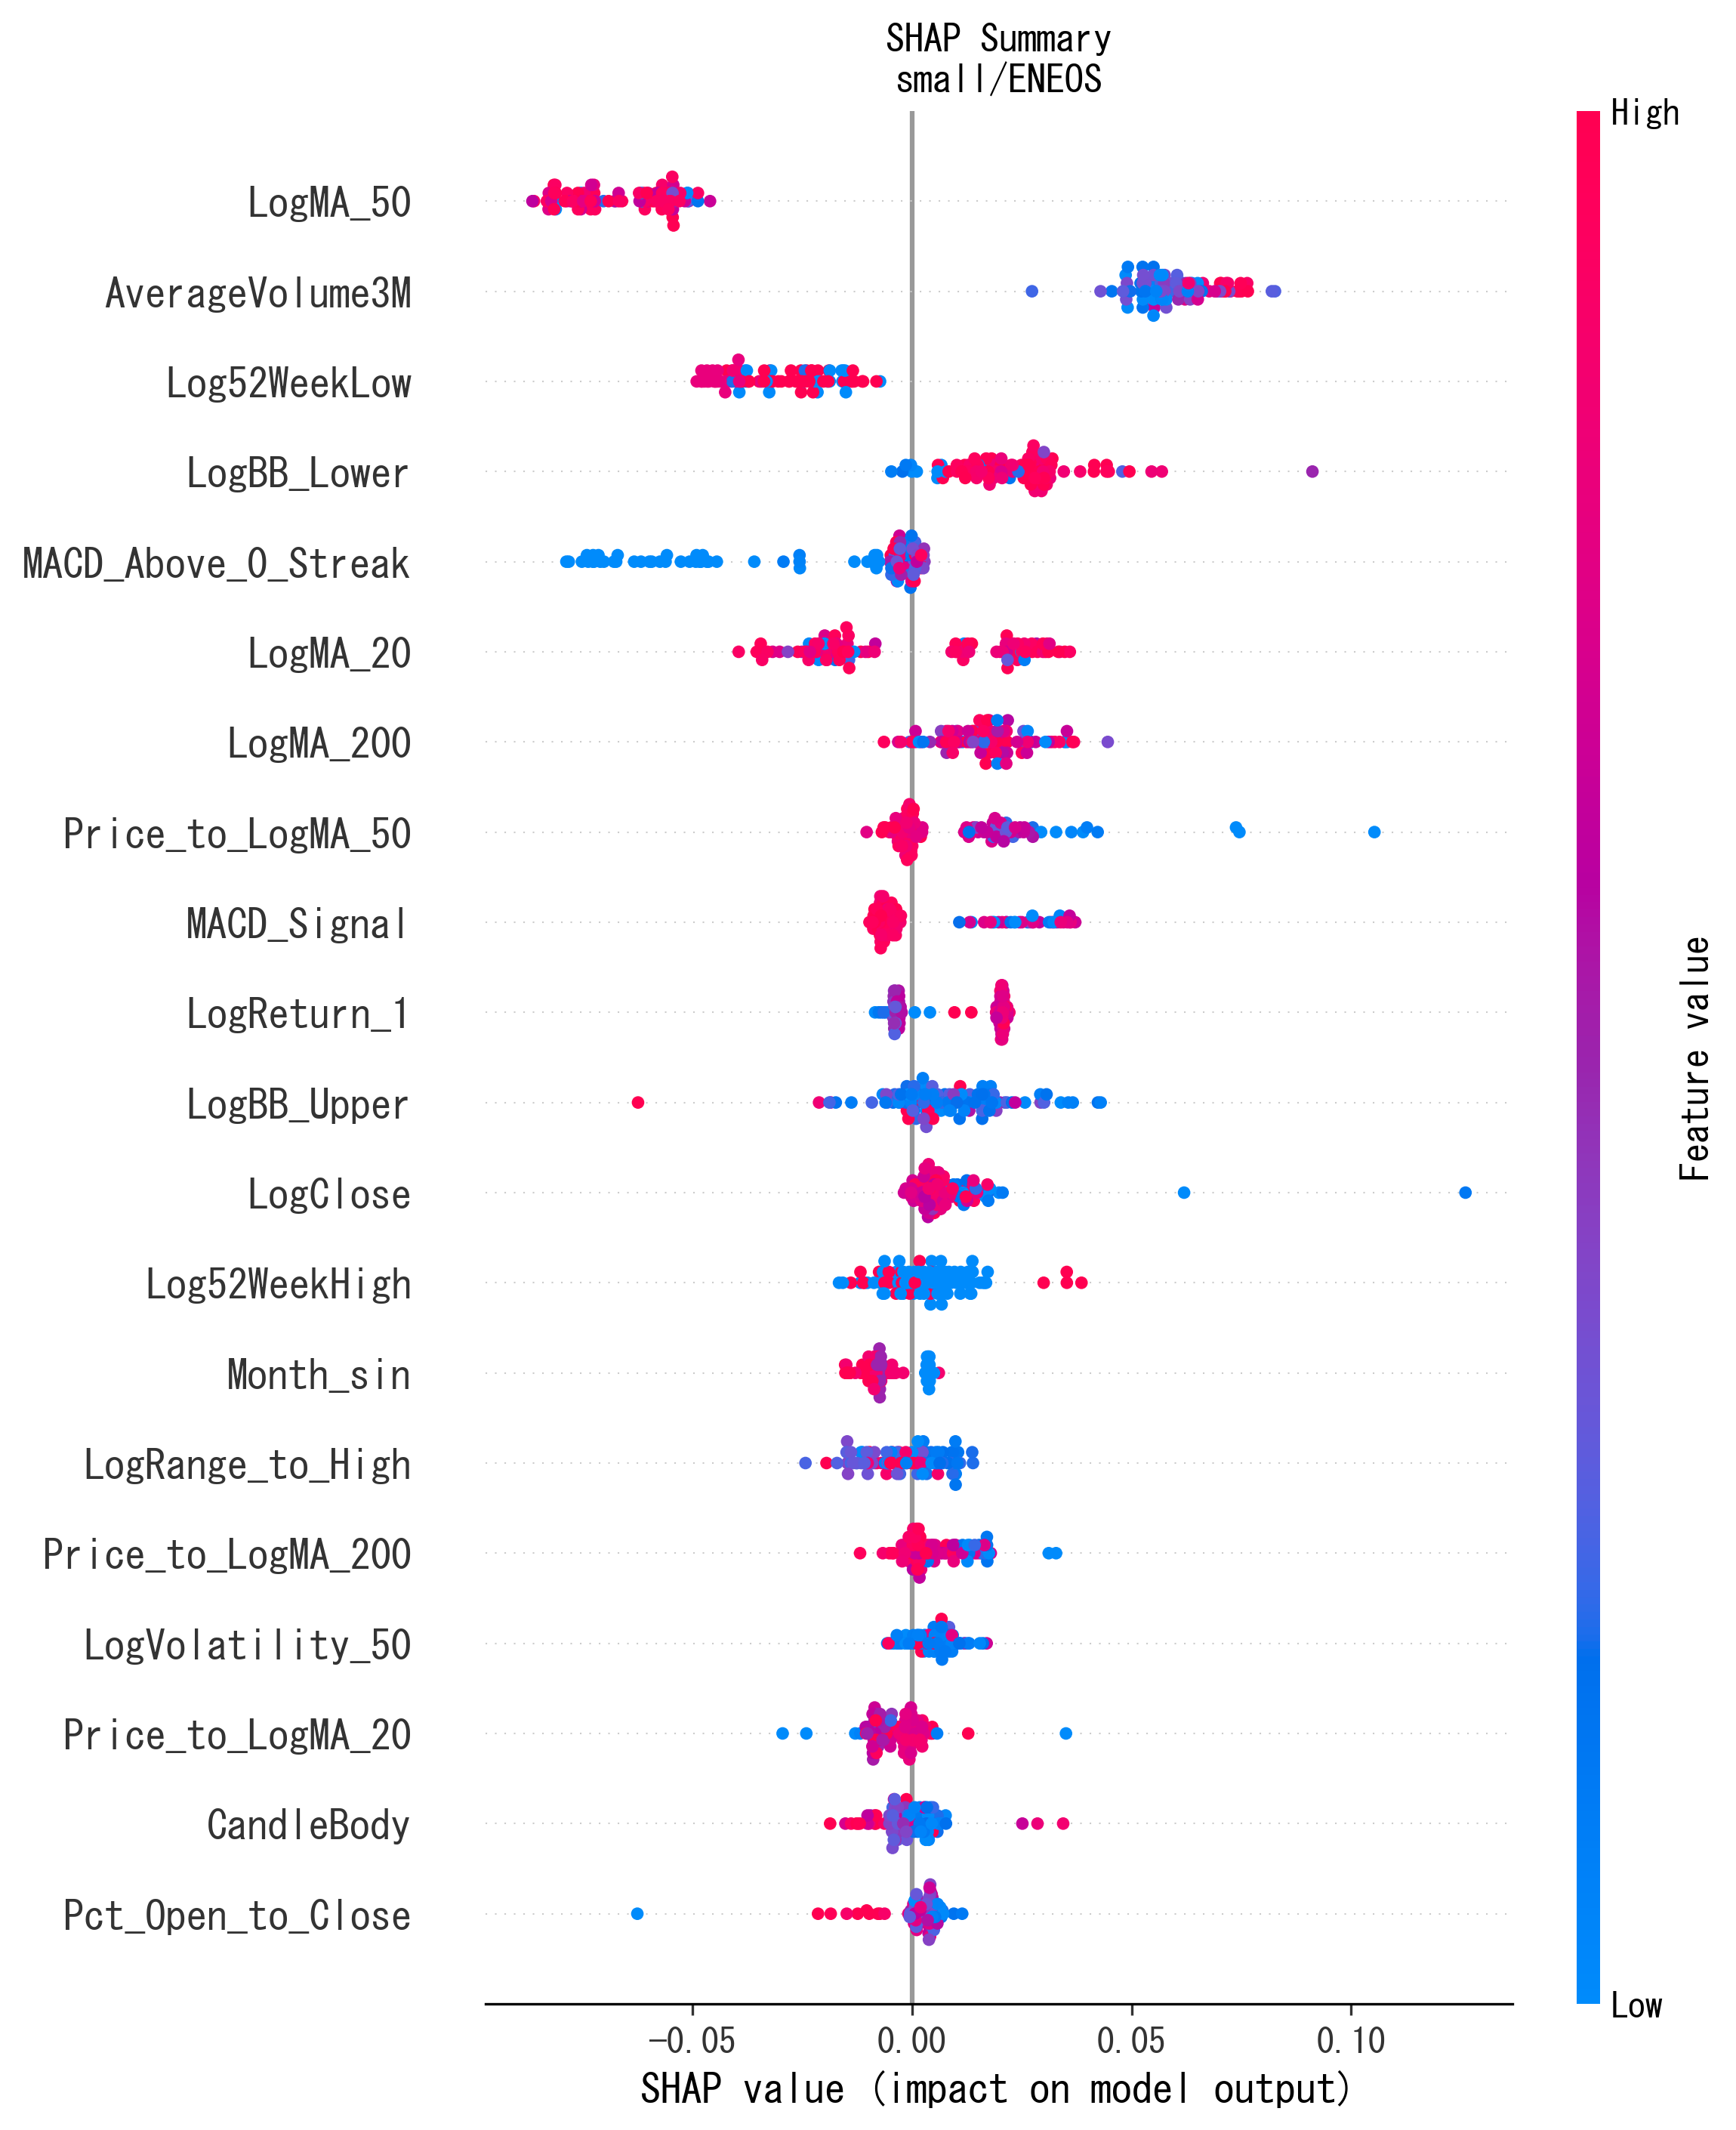 SHAP Summary
small/ENEOS
High
LogMA_50
AverageVolume3M
Log52WeekLow
LogBB_Lower
MACD_Above_0_Streak
LogMA_20
LogMA_200
Price_to_LogMA_50
MACD_Signal
LogReturn_1
LogBB_Upper
LogClose
Log52WeekHigh
Month_sin
LogRange_to_High
Price_to_LogMA_200
LogVolatility_50
Price_to_LogMA_20
CandleBody
Pct_Open_to_Close
Feature value
Low
−0.05 0.00 0.05 0.10
SHAP value (impact on model output)